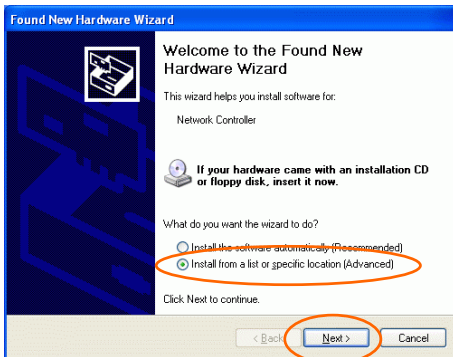 Found New Hardware Wizard
Welcome to the Found New
Hardware Wizard
This wizard helps you install software for:
Network Controller
If your hardware came with an installation CD
or floppy disk, insert it now.
What do you want the wizard to do?
Install the software automatically (Recommended)
Install from a list or specific location (Advanced)
Click Next to continue.
< Back Next > Cancel